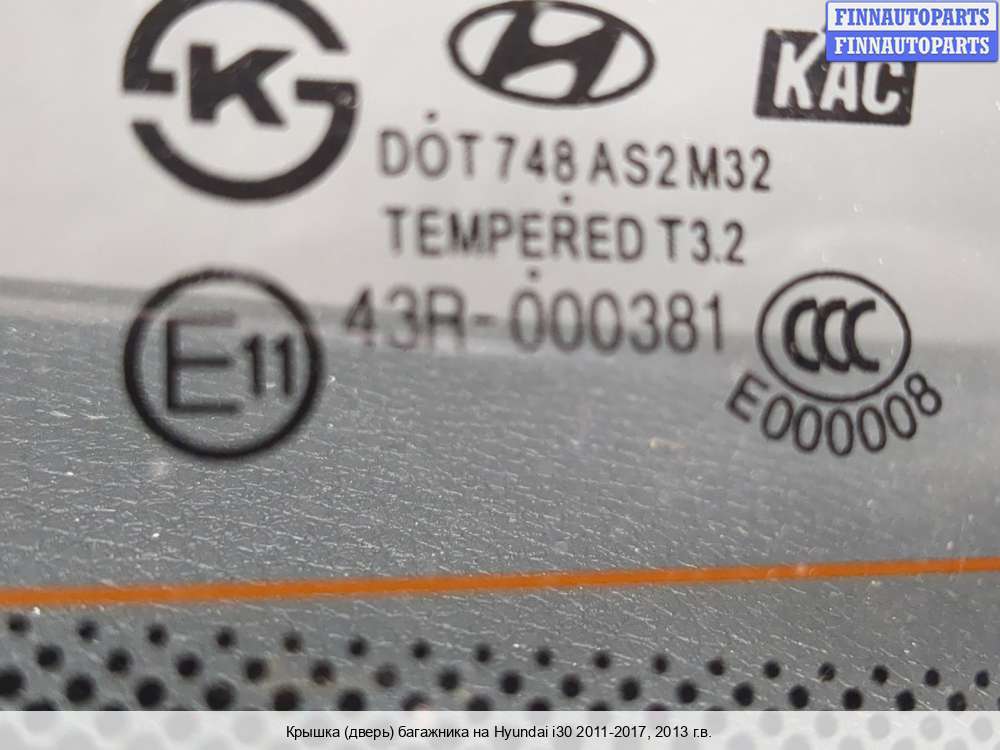 FINNAUTOPARTS
FINNAUTOPARTS
K
KAC
DOT 748 AS2 M32
TEMPERED T3.2
E11
43R-000381
CCC
E000008
Крышка (дверь) багажника на Hyundai i30 2011-2017, 2013 г.в.